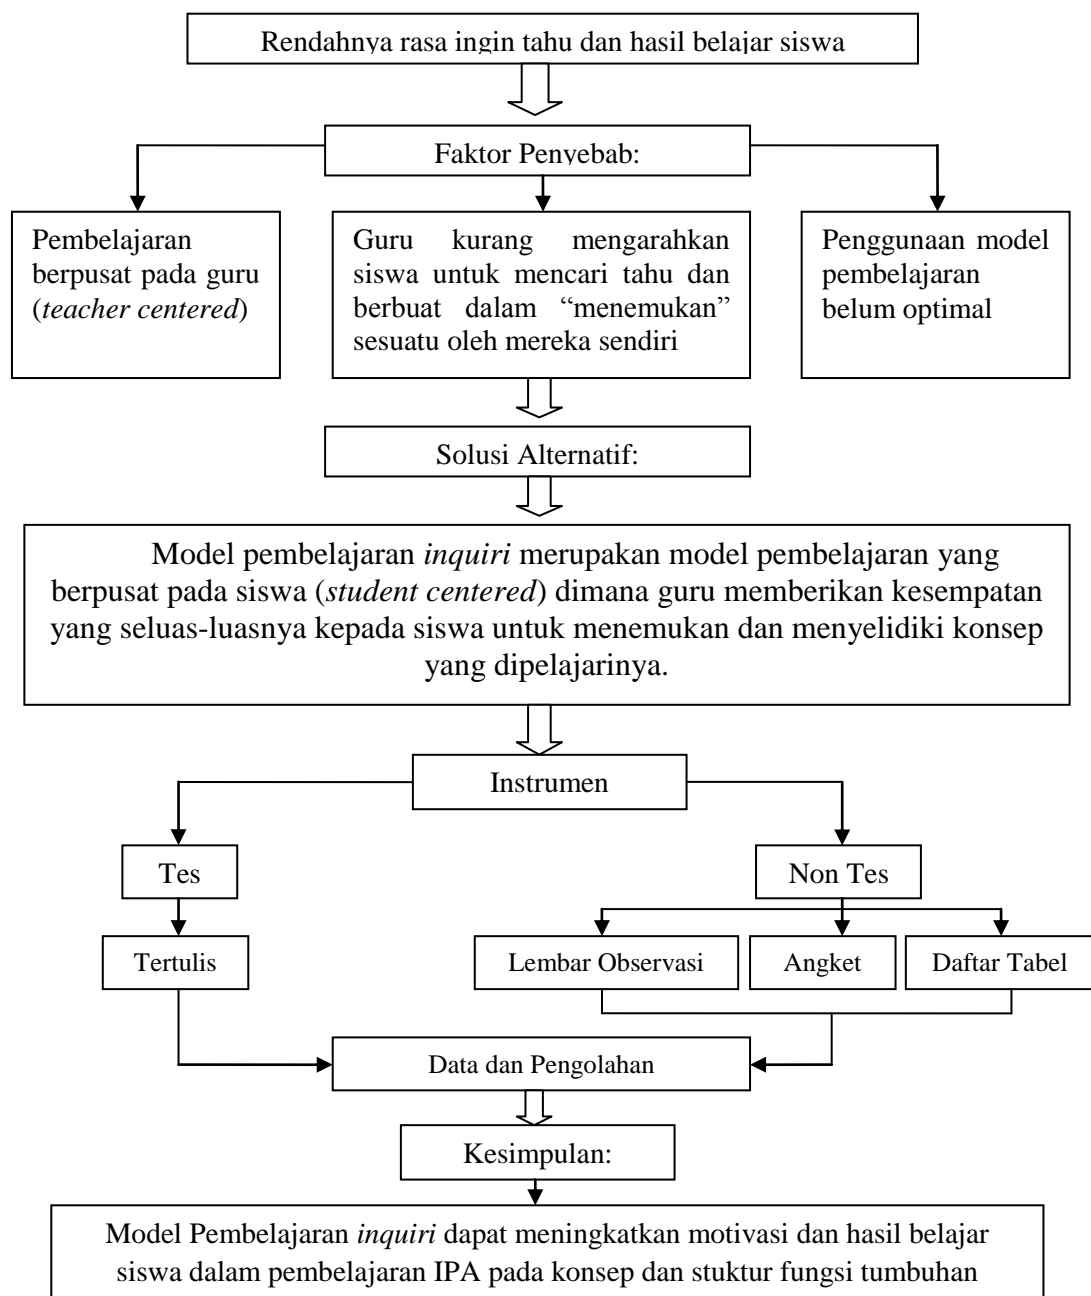 Rendahnya rasa ingin tahu dan hasil belajar siswa
Faktor Penyebab:
Pembelajaran
berpusat pada guru
(teacher centered)
Guru kurang mengarahkan
siswa untuk mencari tahu dan
berbuat dalam “menemukan”
sesuatu oleh mereka sendiri
Penggunaan model
pembelajaran
belum optimal
Solusi Alternatif:
Model pembelajaran inquiri merupakan model pembelajaran yang
berpusat pada siswa (student centered) dimana guru memberikan kesempatan
yang seluas-luasnya kepada siswa untuk menemukan dan menyelidiki konsep
yang dipelajarinya.
Instrumen
Tes
Non Tes
Tertulis
Lembar Observasi
Angket
Daftar Tabel
Data dan Pengolahan
Kesimpulan:
Model Pembelajaran inquiri dapat meningkatkan motivasi dan hasil belajar
siswa dalam pembelajaran IPA pada konsep dan stuktur fungsi tumbuhan